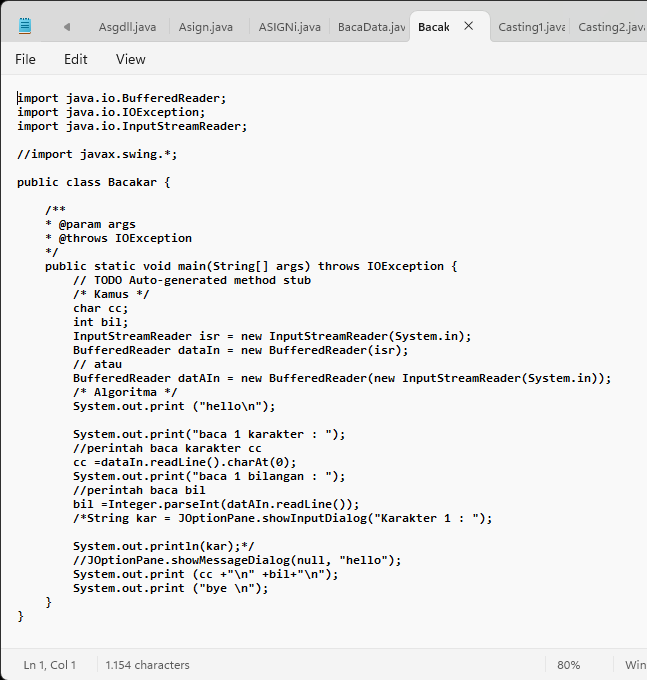 Asgdll.java Asign.java ASIGNi.java BacaData.jav Bacak Casting1.java Casting2.java
File Edit View
import java.io.BufferedReader;
import java.io.IOException;
import java.io.InputStreamReader;
//import javax.swing.*;
public class Bacakar {
/**
* @param args
* @throws IOException
*/
public static void main(String[] args) throws IOException {
// TODO Auto-generated method stub
/* Kamus */
char cc;
int bil;
InputStreamReader isr = new InputStreamReader(System.in);
BufferedReader dataIn = new BufferedReader(isr);
// atau
BufferedReader datAIn = new BufferedReader(new InputStreamReader(System.in));
/* Algoritma */
System.out.print ("hello\n");
System.out.print("baca 1 karakter : ");
//perintah baca karakter cc
cc =dataIn.readLine().charAt(0);
System.out.print("baca 1 bilangan : ");
//perintah baca bil
bil =Integer.parseInt(datAIn.readLine());
/*String kar = JOptionPane.showInputDialog("Karakter 1 : ");
System.out.println(kar);*/
//JOptionPane.showMessageDialog(null, "hello");
System.out.print (cc +"\n" +bil+"\n");
System.out.print ("bye \n");
}
}
Ln 1, Col 1 1.154 characters 80% Win